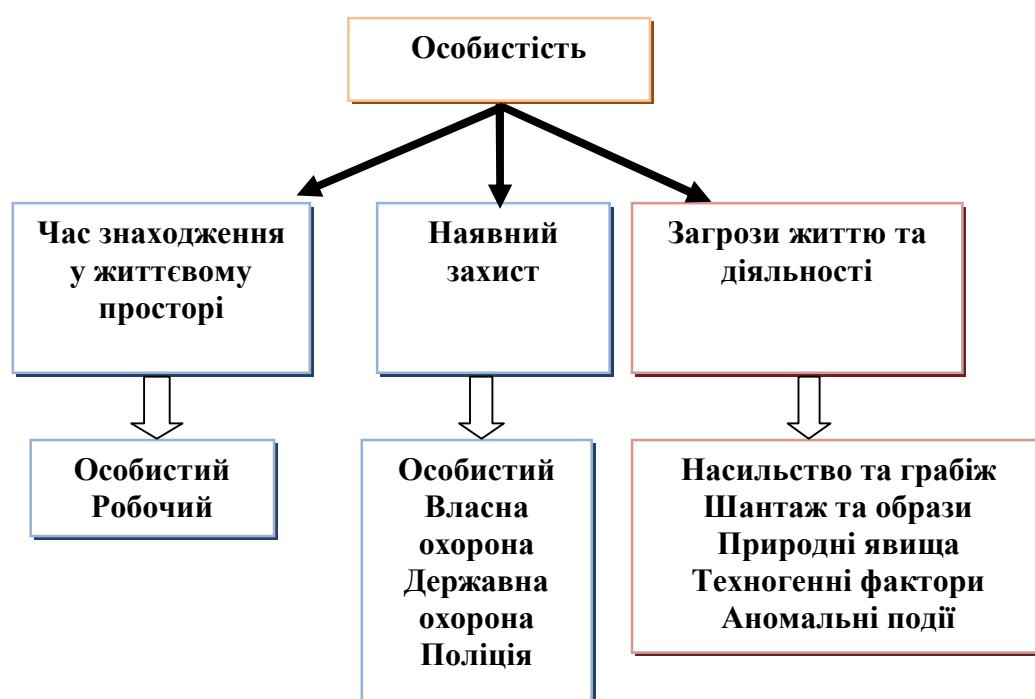 Особистість
Час знаходження
у життєвому
просторі
Наявний
захист
Загрози життю та
діяльності
Особистий
Робочий
Особистий
Власна
охорона
Державна
охорона
Поліція
Насильство та грабіж
Шантаж та образи
Природні явища
Техногенні фактори
Аномальні події